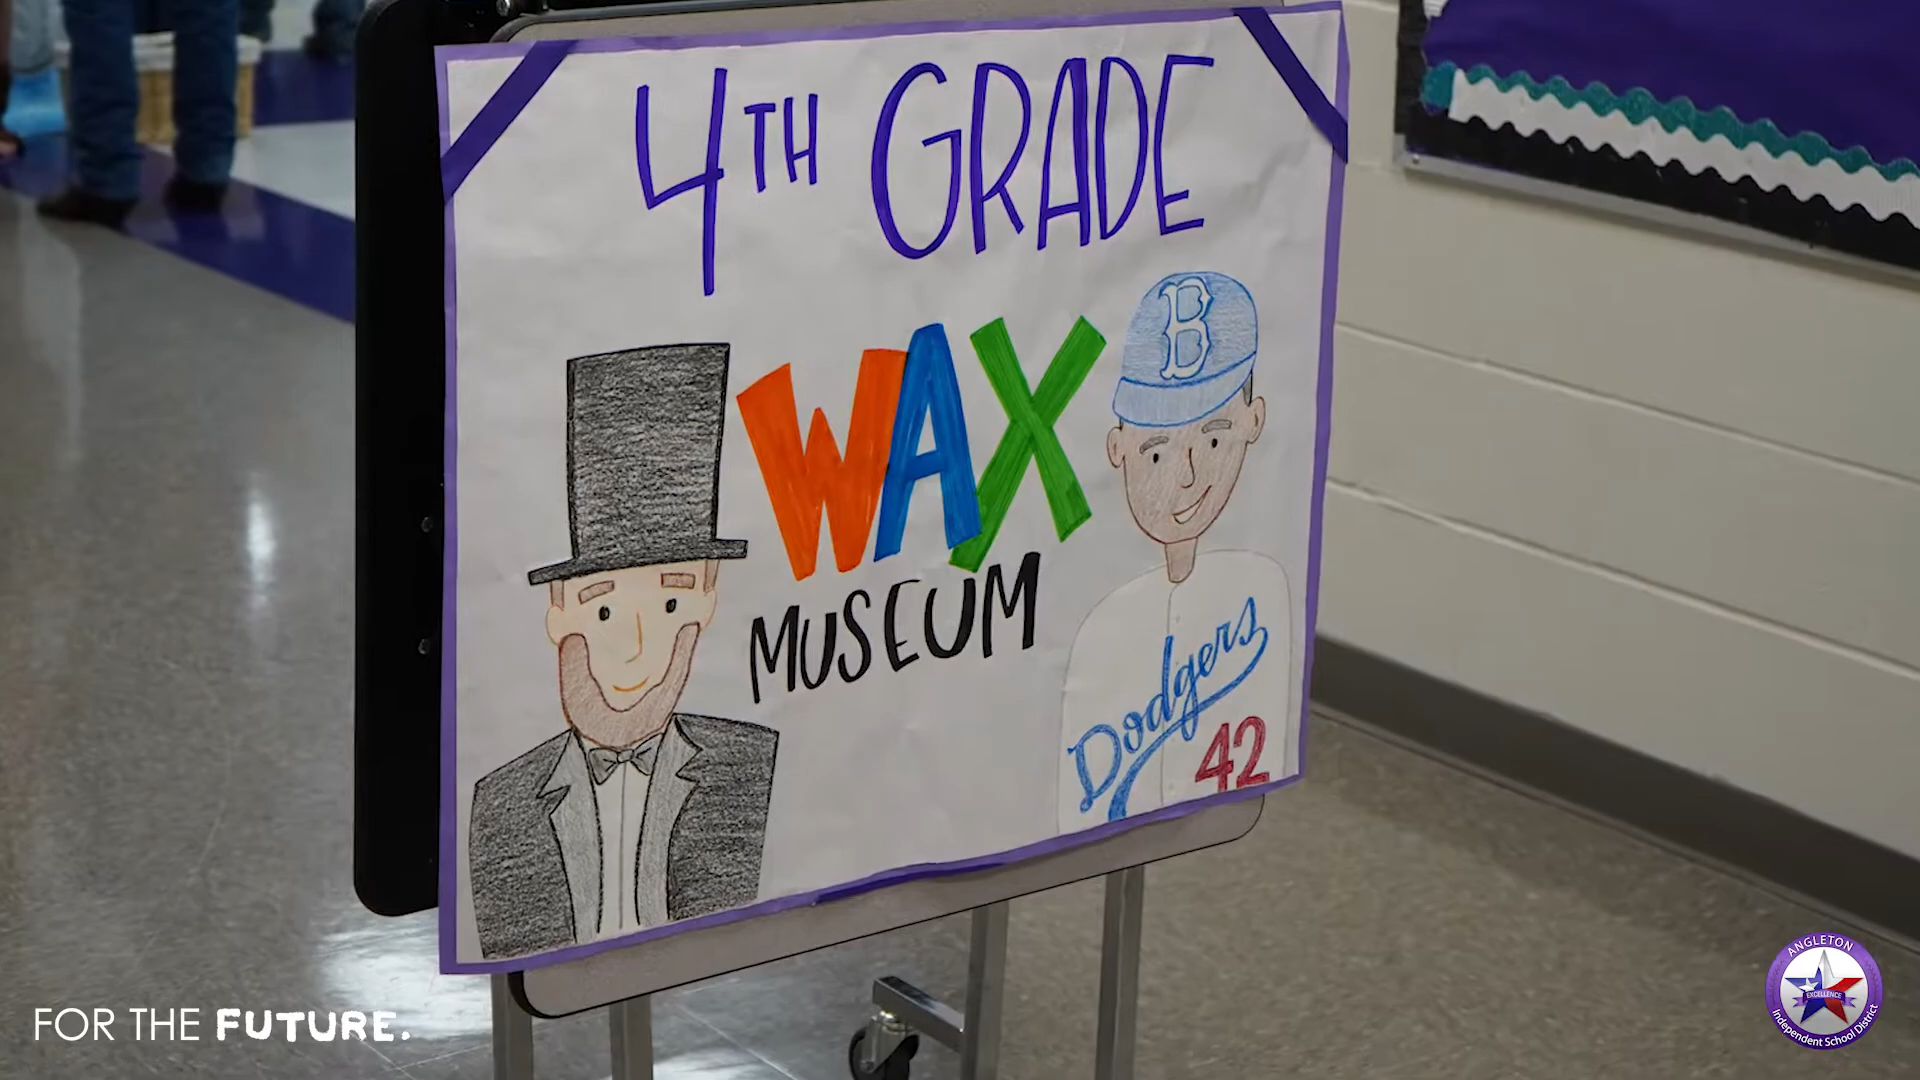 4TH GRADE
WAX
MUSEUM
B
Dodgers
42
FOR THE FUTURE.
ANGLETON
EXCELLENCE
Independent School District